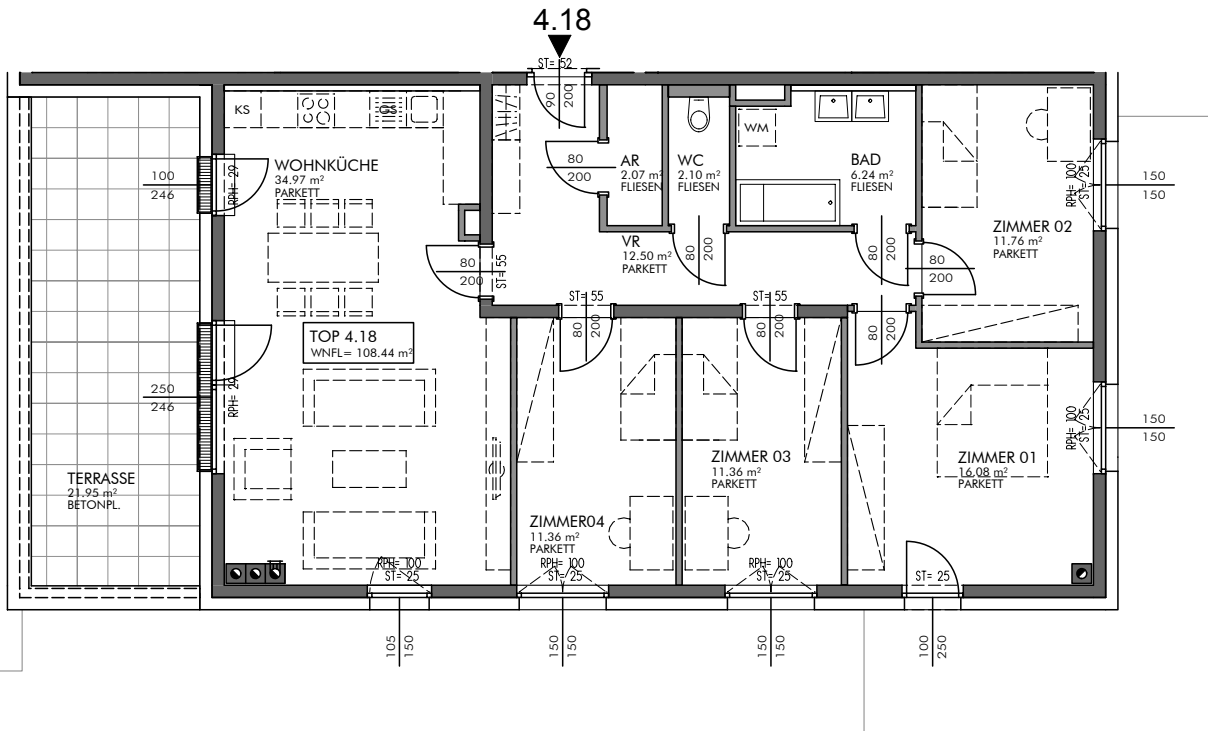 4.18
ST= 52
90
200
KS
GS
WOHNKÜCHE
34.97 m²
PARKETT
80
200
AR
2.07 m²
FLIESEN
WC
2.10 m²
FLIESEN
WM
BAD
6.24 m²
FLIESEN
100
246
RPH= 29
RPH= 100
ST= 25
150
150
ZIMMER 02
11.76 m²
PARKETT
VR
12.50 m²
PARKETT
80
200
ST= 55
80
200
80
200
80
200
ST= 55
80
200
ST= 55
80
200
80
200
TOP 4.18
WNFL= 108.44 m²
250
246
RPH= 29
RPH= 100
ST= 25
150
150
TERRASSE
21.95 m²
BETONPL.
ZIMMER 03
11.36 m²
PARKETT
ZIMMER 01
16.08 m²
PARKETT
ZIMMER04
11.36 m²
PARKETT
RPH= 100
ST= 25
RPH= 100
ST= 25
RPH= 100
ST= 25
ST= 25
105
150
150
150
150
150
100
250